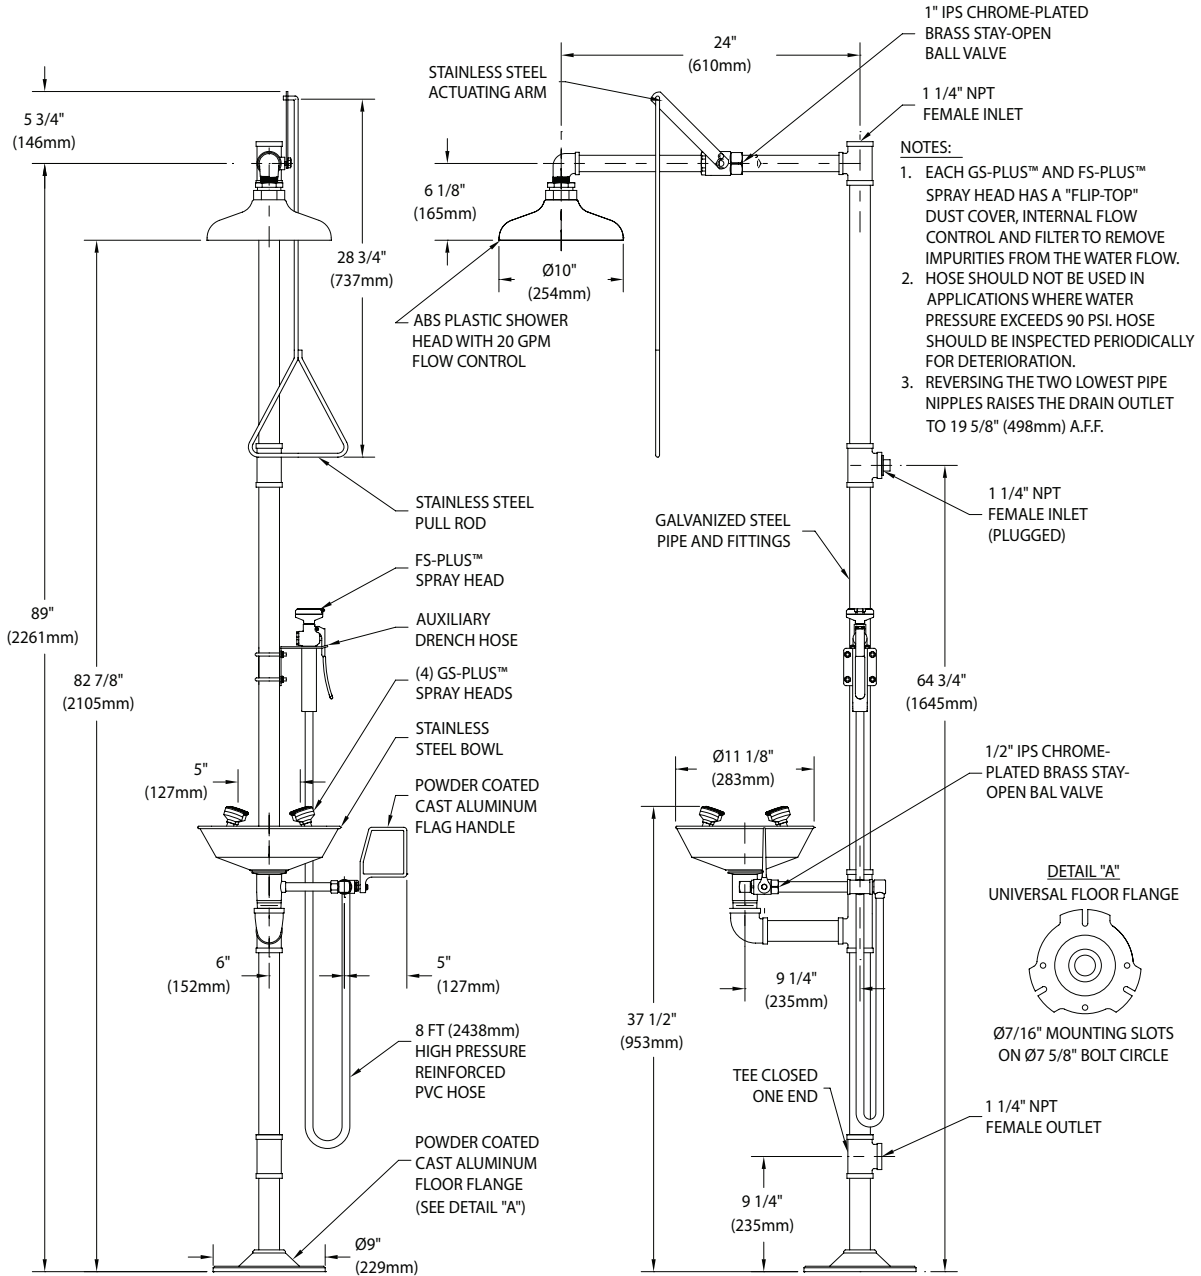 5 3/4"
(146mm)
89"
(2261mm)
82 7/8"
(2105mm)
28 3/4"
(737mm)
STAINLESS STEEL
PULL ROD
FS-PLUS™
SPRAY HEAD
AUXILIARY
DRENCH HOSE
(4) GS-PLUS™
SPRAY HEADS
STAINLESS
STEEL BOWL
POWDER COATED
CAST ALUMINUM
FLAG HANDLE
5"
(127mm)
6"
(152mm)
5"
(127mm)
8 FT (2438mm)
HIGH PRESSURE
REINFORCED
PVC HOSE
POWDER COATED
CAST ALUMINUM
FLOOR FLANGE
(SEE DETAIL "A")
Ø9"
(229mm)
STAINLESS STEEL
ACTUATING ARM
24"
(610mm)
1" IPS CHROME-PLATED
BRASS STAY-OPEN
BALL VALVE
1 1/4" NPT
FEMALE INLET
6 1/8"
(165mm)
Ø10"
(254mm)
ABS PLASTIC SHOWER
HEAD WITH 20 GPM
FLOW CONTROL
NOTES:
1. EACH GS-PLUS™ AND FS-PLUS™
SPRAY HEAD HAS A "FLIP-TOP"
DUST COVER, INTERNAL FLOW
CONTROL AND FILTER TO REMOVE
IMPURITIES FROM THE WATER FLOW.
2. HOSE SHOULD NOT BE USED IN
APPLICATIONS WHERE WATER
PRESSURE EXCEEDS 90 PSI. HOSE
SHOULD BE INSPECTED PERIODICALLY
FOR DETERIORATION.
3. REVERSING THE TWO LOWEST PIPE
NIPPLES RAISES THE DRAIN OUTLET
TO 19 5/8" (498mm) A.F.F.
1 1/4" NPT
FEMALE INLET
(PLUGGED)
GALVANIZED STEEL
PIPE AND FITTINGS
64 3/4"
(1645mm)
Ø11 1/8"
(283mm)
1/2" IPS CHROME-
PLATED BRASS STAY-
OPEN BAL VALVE
DETAIL "A"
UNIVERSAL FLOOR FLANGE
Ø7/16" MOUNTING SLOTS
ON Ø7 5/8" BOLT CIRCLE
9 1/4"
(235mm)
37 1/2"
(953mm)
TEE CLOSED
ONE END
1 1/4" NPT
FEMALE OUTLET
9 1/4"
(235mm)